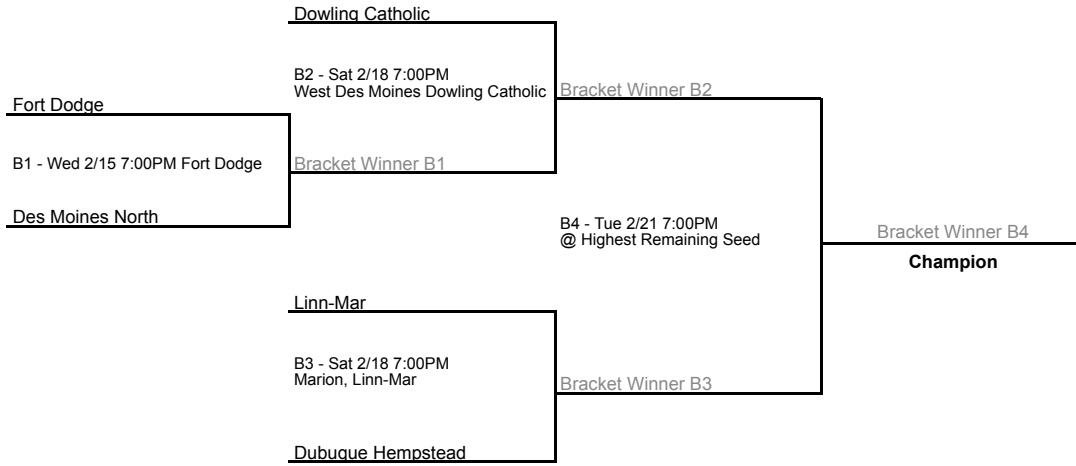 Dowling Catholic
B2 - Sat 2/18 7:00PM
West Des Moines Dowling Catholic
Bracket Winner B2
Fort Dodge
B1 - Wed 2/15 7:00PM Fort Dodge
Bracket Winner B1
Des Moines North
B4 - Tue 2/21 7:00PM
@ Highest Remaining Seed
Bracket Winner B4
Champion
Linn-Mar
B3 - Sat 2/18 7:00PM
Marion, Linn-Mar
Bracket Winner B3
Dubuque Hempstead